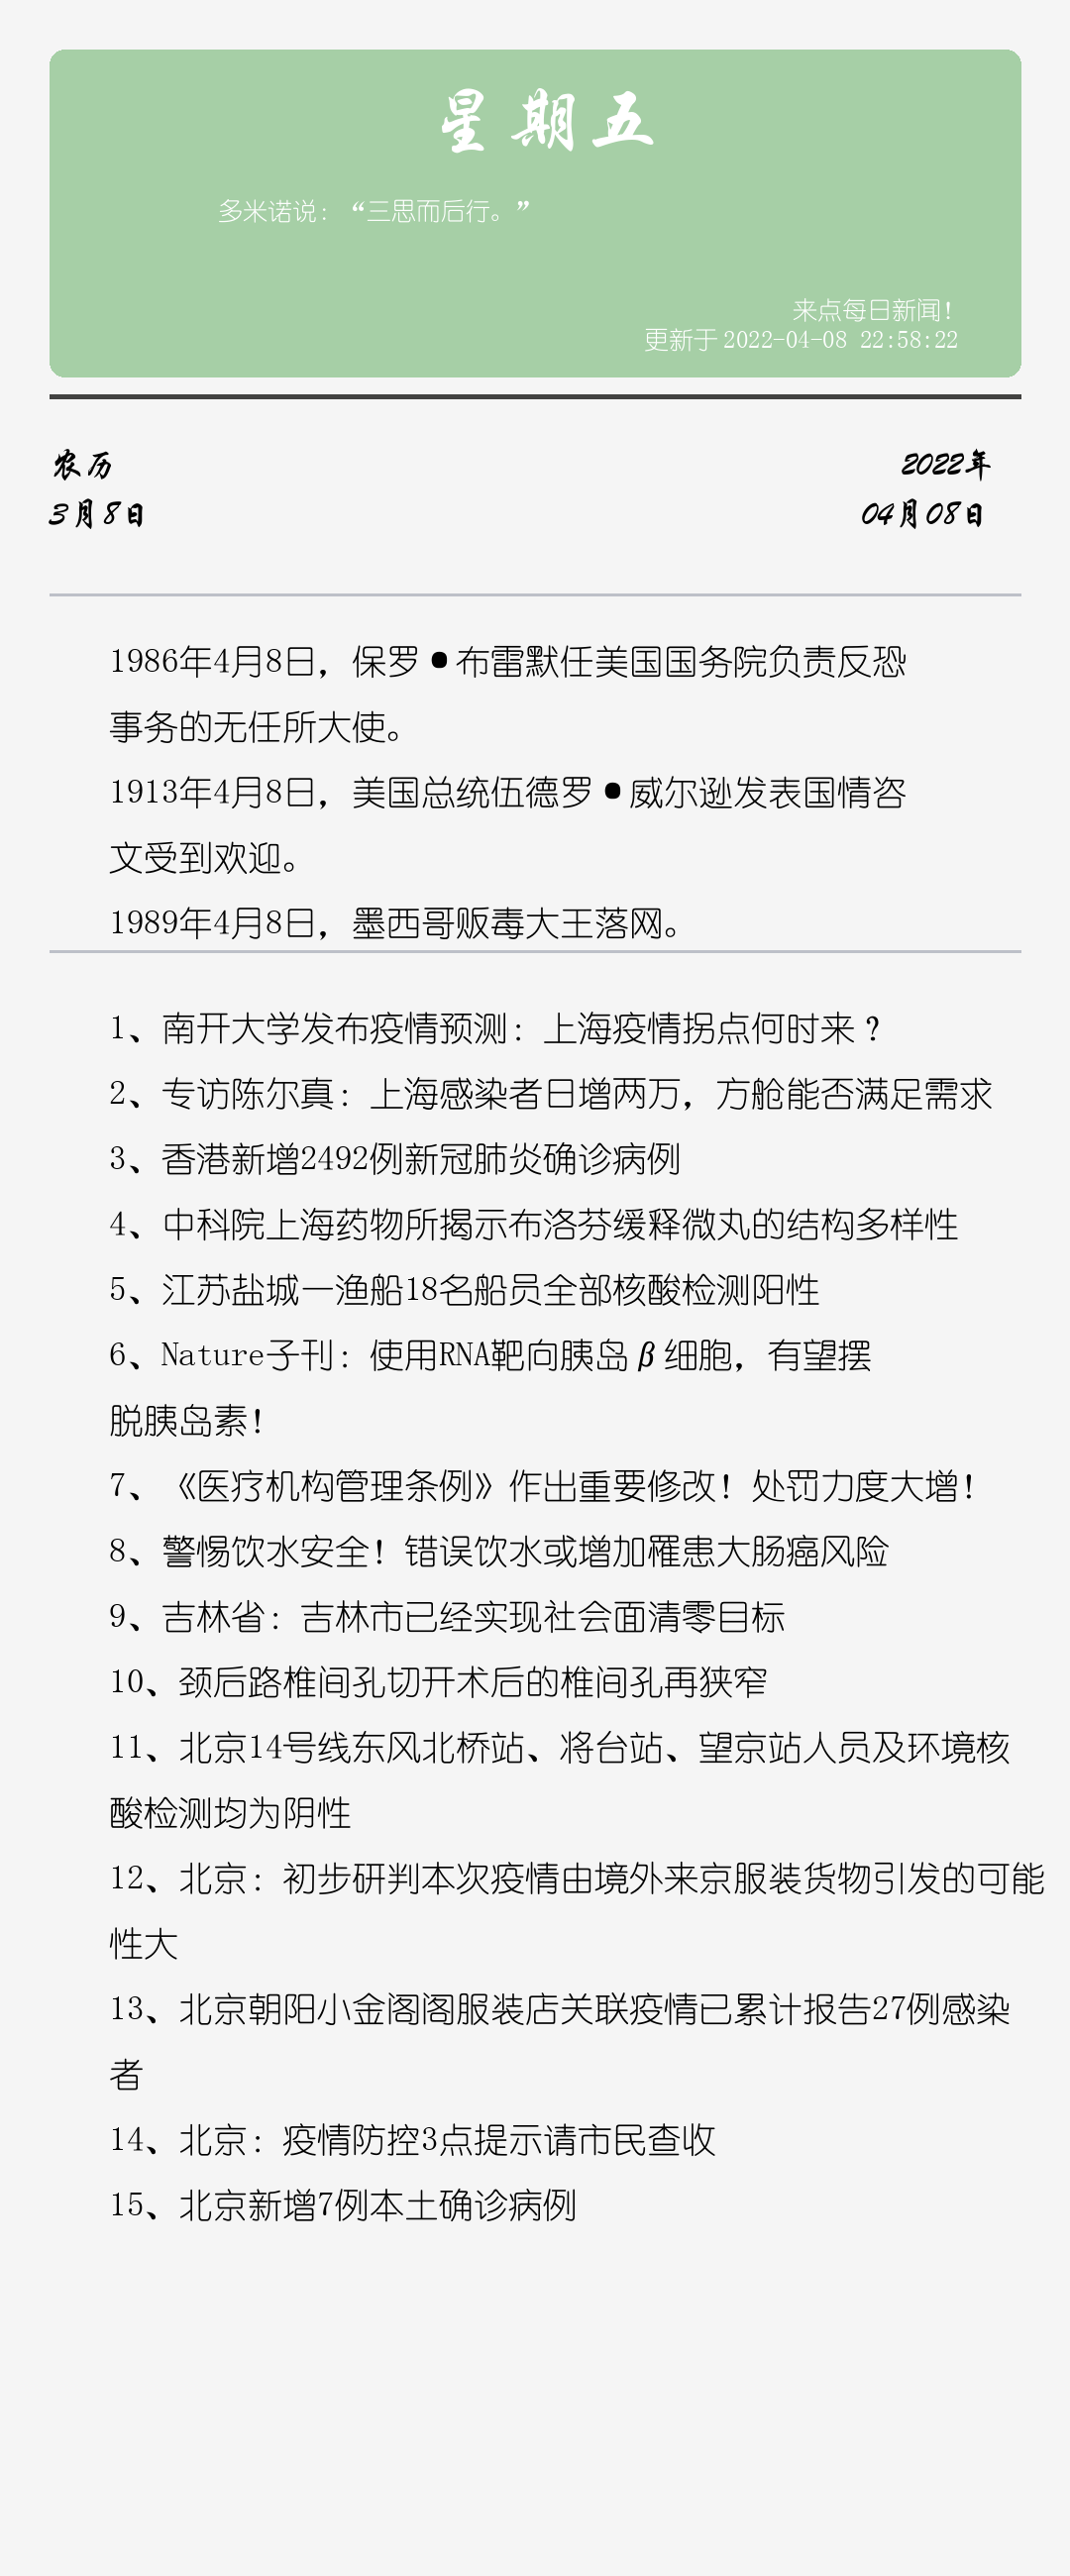 星期五
多米诺说：“三思而后行。”
来点每日新闻！
更新于 2022-04-08 22:58:22
农历
2022年
3月8日
04月08日
1986年4月8日，保罗•布雷默任美国国务院负责反恐
事务的无任所大使。
1913年4月8日，美国总统伍德罗•威尔逊发表国情咨
文受到欢迎。
1989年4月8日，墨西哥贩毒大王落网。
1、南开大学发布疫情预测：上海疫情拐点何时来？
2、专访陈尔真：上海感染者日增两万，方舱能否满足需求
3、香港新增2492例新冠肺炎确诊病例
4、中科院上海药物所揭示布洛芬缓释微丸的结构多样性
5、江苏盐城一渔船18名船员全部核酸检测阳性
6、Nature子刊：使用RNA靶向胰岛β细胞，有望摆
脱胰岛素！
7、《医疗机构管理条例》作出重要修改！处罚力度大增！
8、警惕饮水安全！错误饮水或增加罹患大肠癌风险
9、吉林省：吉林市已经实现社会面清零目标
10、颈后路椎间孔切开术后的椎间孔再狭窄
11、北京14号线东风北桥站、将台站、望京站人员及环境核
酸检测均为阴性
12、北京：初步研判本次疫情由境外来京服装货物引发的可能
性大
13、北京朝阳小金阁阁服装店关联疫情已累计报告27例感染
者
14、北京：疫情防控3点提示请市民查收
15、北京新增7例本土确诊病例